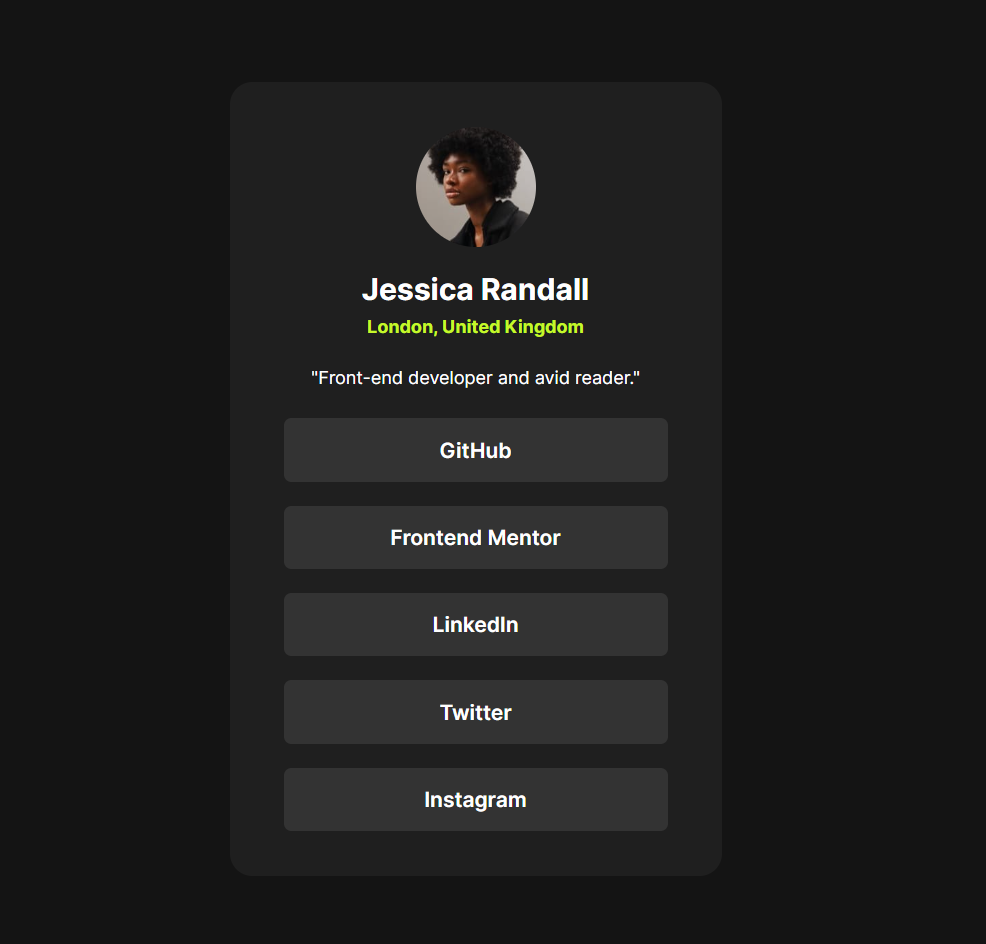 Jessica Randall
London, United Kingdom
"Front-end developer and avid reader."
GitHub
Frontend Mentor
LinkedIn
Twitter
Instagram